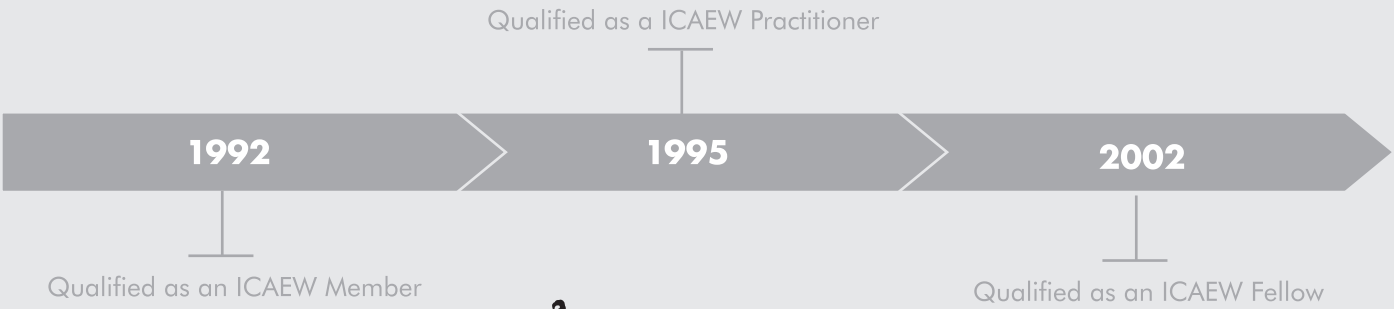 Qualified as a ICAEW Practitioner
1992
1995
2002
Qualified as an ICAEW Member
Qualified as an ICAEW Fellow